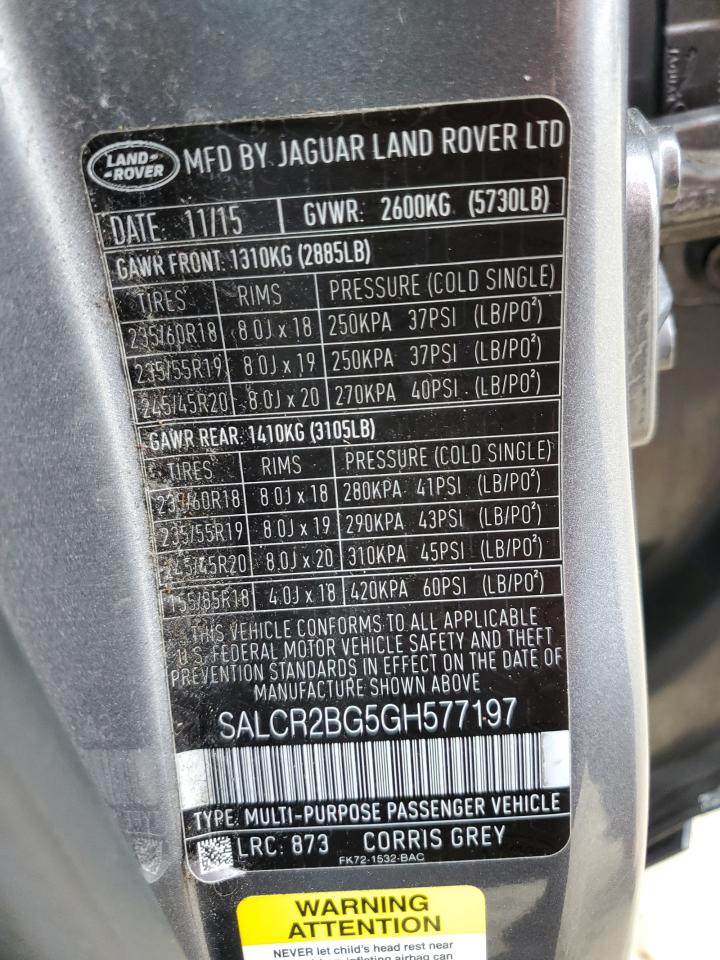 LAND-
-ROVER
MFD BY JAGUAR LAND ROVER LTD
DATE: 11/15 GVWR: 2600KG (5730LB)
GAWR FRONT: 1310KG (2885LB)
TIRES RIMS PRESSURE (COLD SINGLE)
235/60R18 8.0J x 18 250KPA 37PSI (LB/PO²)
235/55R19 8.0J x 19 250KPA 37PSI (LB/PO²)
245/45R20 8.0J x 20 270KPA 40PSI (LB/PO²)
GAWR REAR: 1410KG (3105LB)
TIRES RIMS PRESSURE (COLD SINGLE)
235/60R18 8.0J x 18 280KPA 41PSI (LB/PO²)
235/55R19 8.0J x 19 290KPA 43PSI (LB/PO²)
245/45R20 8.0J x 20 310KPA 45PSI (LB/PO²)
155/85R18 4.0J x 18 420KPA 60PSI (LB/PO²)
THIS VEHICLE CONFORMS TO ALL APPLICABLE
U.S. FEDERAL MOTOR VEHICLE SAFETY AND THEFT
PREVENTION STANDARDS IN EFFECT ON THE DATE OF
MANUFACTURE SHOWN ABOVE
SALCR2BG5GH577197
TYPE: MULTI-PURPOSE PASSENGER VEHICLE
LRC: 873 CORRIS GREY
FK72-1532-BAC
WARNING
ATTENTION
NEVER let child's head rest near
inflating airbag can